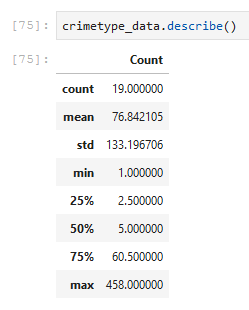 [75]: crimetype_data.describe()
[75]:
Count
count 19.000000
mean 76.842105
std 133.196706
min 1.000000
25% 2.500000
50% 5.000000
75% 60.500000
max 458.000000